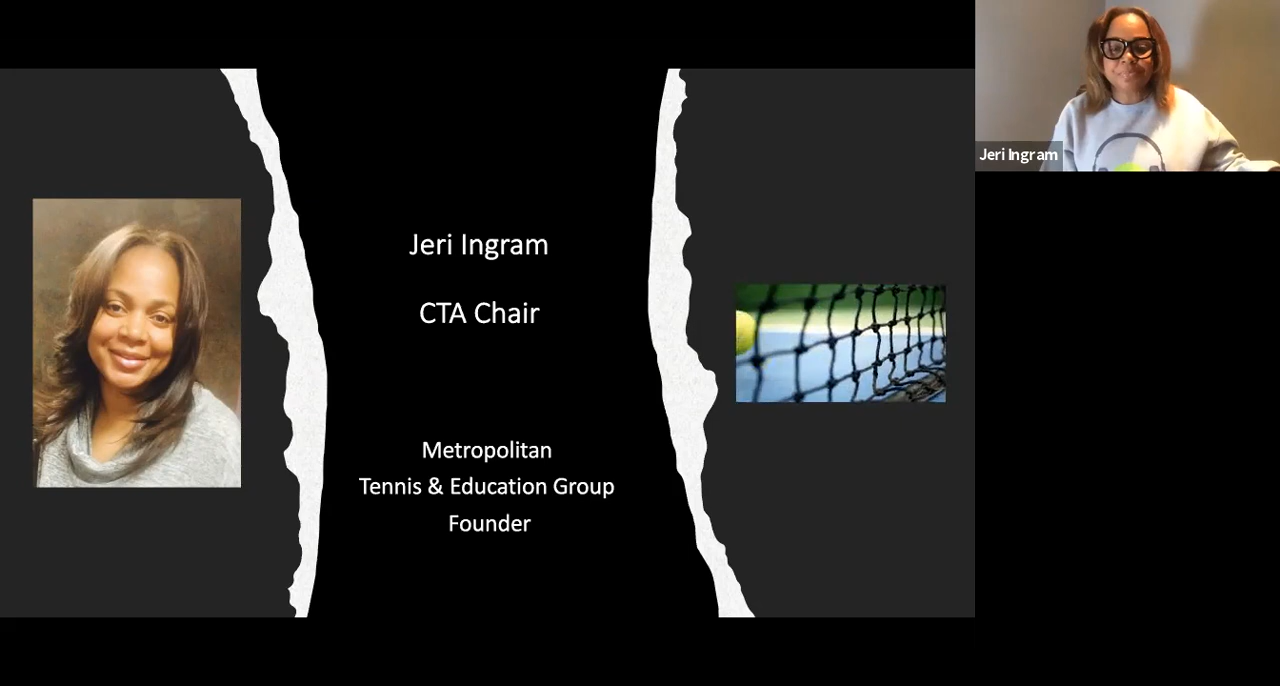 Jeri Ingram
CTA Chair
Metropolitan
Tennis & Education Group
Founder
Jeri Ingram